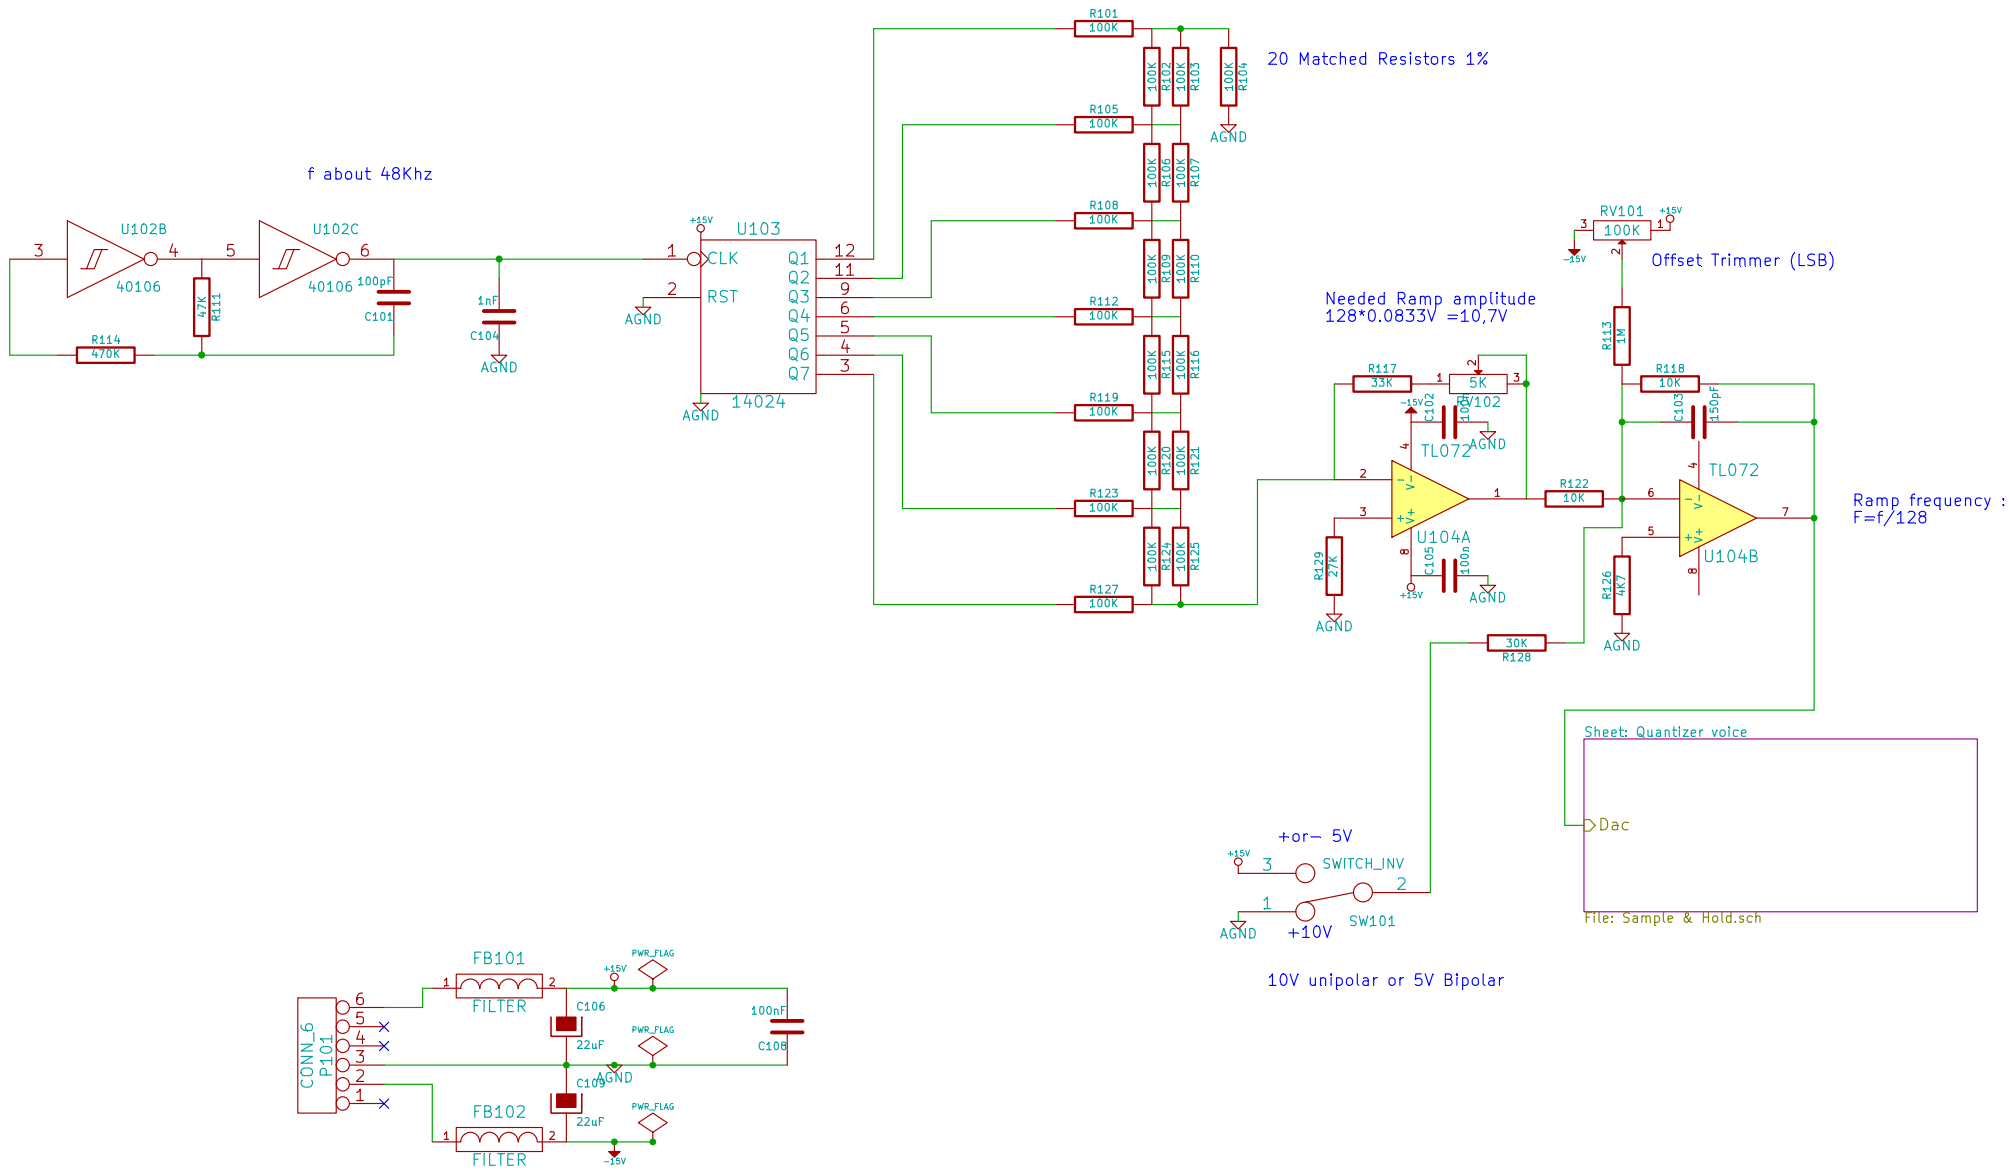 R101
100K
20 Matched Resistors 1%
100K
R102
100K
R103
100K
R104
AGND
R105
100K
100K
R106
100K
R107
R108
100K
100K
R109
100K
R110
R112
100K
100K
R115
100K
R116
R119
100K
100K
R120
100K
R121
R123
100K
100K
R124
100K
R125
R127
100K
f about 48Khz
3
U102B
4
40106
5
U102C
6
40106
47K
R111
R114
470K
100pF
C101
1nF
C104
AGND
+15V
U103
1
CLK
2
RST
AGND
AGND
14024
Q1
12
Q2
11
Q3
9
Q4
6
Q5
5
Q6
4
Q7
3
RV101
100K
3
1
2
+15V
-15V
Offset Trimmer (LSB)
Needed Ramp amplitude
128*0.0833V =10,7V
R113
1M
R117
33K
1
5K
2
3
RV102
R118
10K
-15V
C102
AGND
C103
150pF
4
TL072
2
3
-
+
V-
V+
1
U104A
8
C105
100n
+15V
AGND
R129
27K
AGND
R122
10K
4
TL072
6
5
-
+
V-
V+
7
U104B
8
R126
4K7
AGND
Ramp frequency :
F=f/128
30K
R128
Sheet: Quantizer voice
Dac
File: Sample & Hold.sch
+or- 5V
+15V
3
SWITCH_INV
2
1
SW101
AGND
+10V
10V unipolar or 5V Bipolar
CONN_6
P101
6
5
4
3
2
1
FB101
1
2
FILTER
+15V
PWR_FLAG
C106
22uF
100nF
C108
PWR_FLAG
AGND
C109
22uF
PWR_FLAG
FB102
1
2
FILTER
-15V